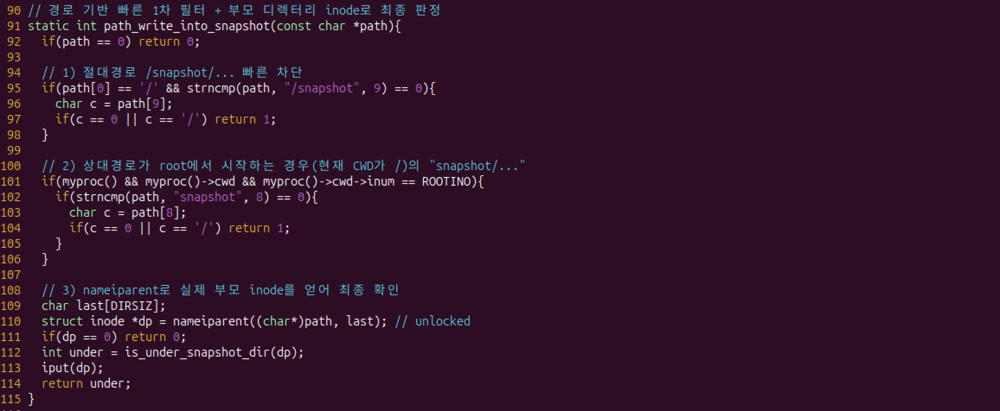 90 // 경로 기반 빠른 1차 필터 + 부모 디렉터리 inode로 최종 판정
91 static int path_write_into_snapshot(const char *path){
92   if(path == 0) return 0;
93
94   // 1) 절대경로 /snapshot/... 빠른 차단
95   if(path[0] == '/' && strncmp(path, "/snapshot", 9) == 0){
96     char c = path[9];
97     if(c == 0 || c == '/') return 1;
98   }
99
100   // 2) 상대경로가 root에서 시작하는 경우(현재 CWD가 /)의 "snapshot/..."
101   if(myproc() && myproc()->cwd && myproc()->cwd->inum == ROOTINO){
102     if(strncmp(path, "snapshot", 8) == 0){
103       char c = path[8];
104       if(c == 0 || c == '/') return 1;
105     }
106   }
107
108   // 3) nameiparent로 실제 부모 inode를 얻어 최종 확인
109   char last[DIRSIZ];
110   struct inode *dp = nameiparent((char*)path, last); // unlocked
111   if(dp == 0) return 0;
112   int under = is_under_snapshot_dir(dp);
113   iput(dp);
114   return under;
115 }